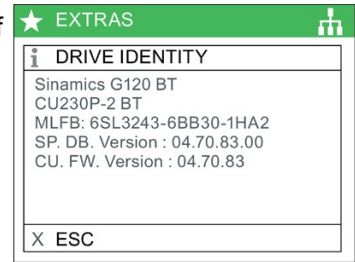 f
EXTRAS
i DRIVE IDENTITY
Sinamics G120 BT
CU230P-2 BT
MLFB: 6SL3243-6BB30-1HA2
SP. DB. Version : 04.70.83.00
CU. FW. Version : 04.70.83
X ESC